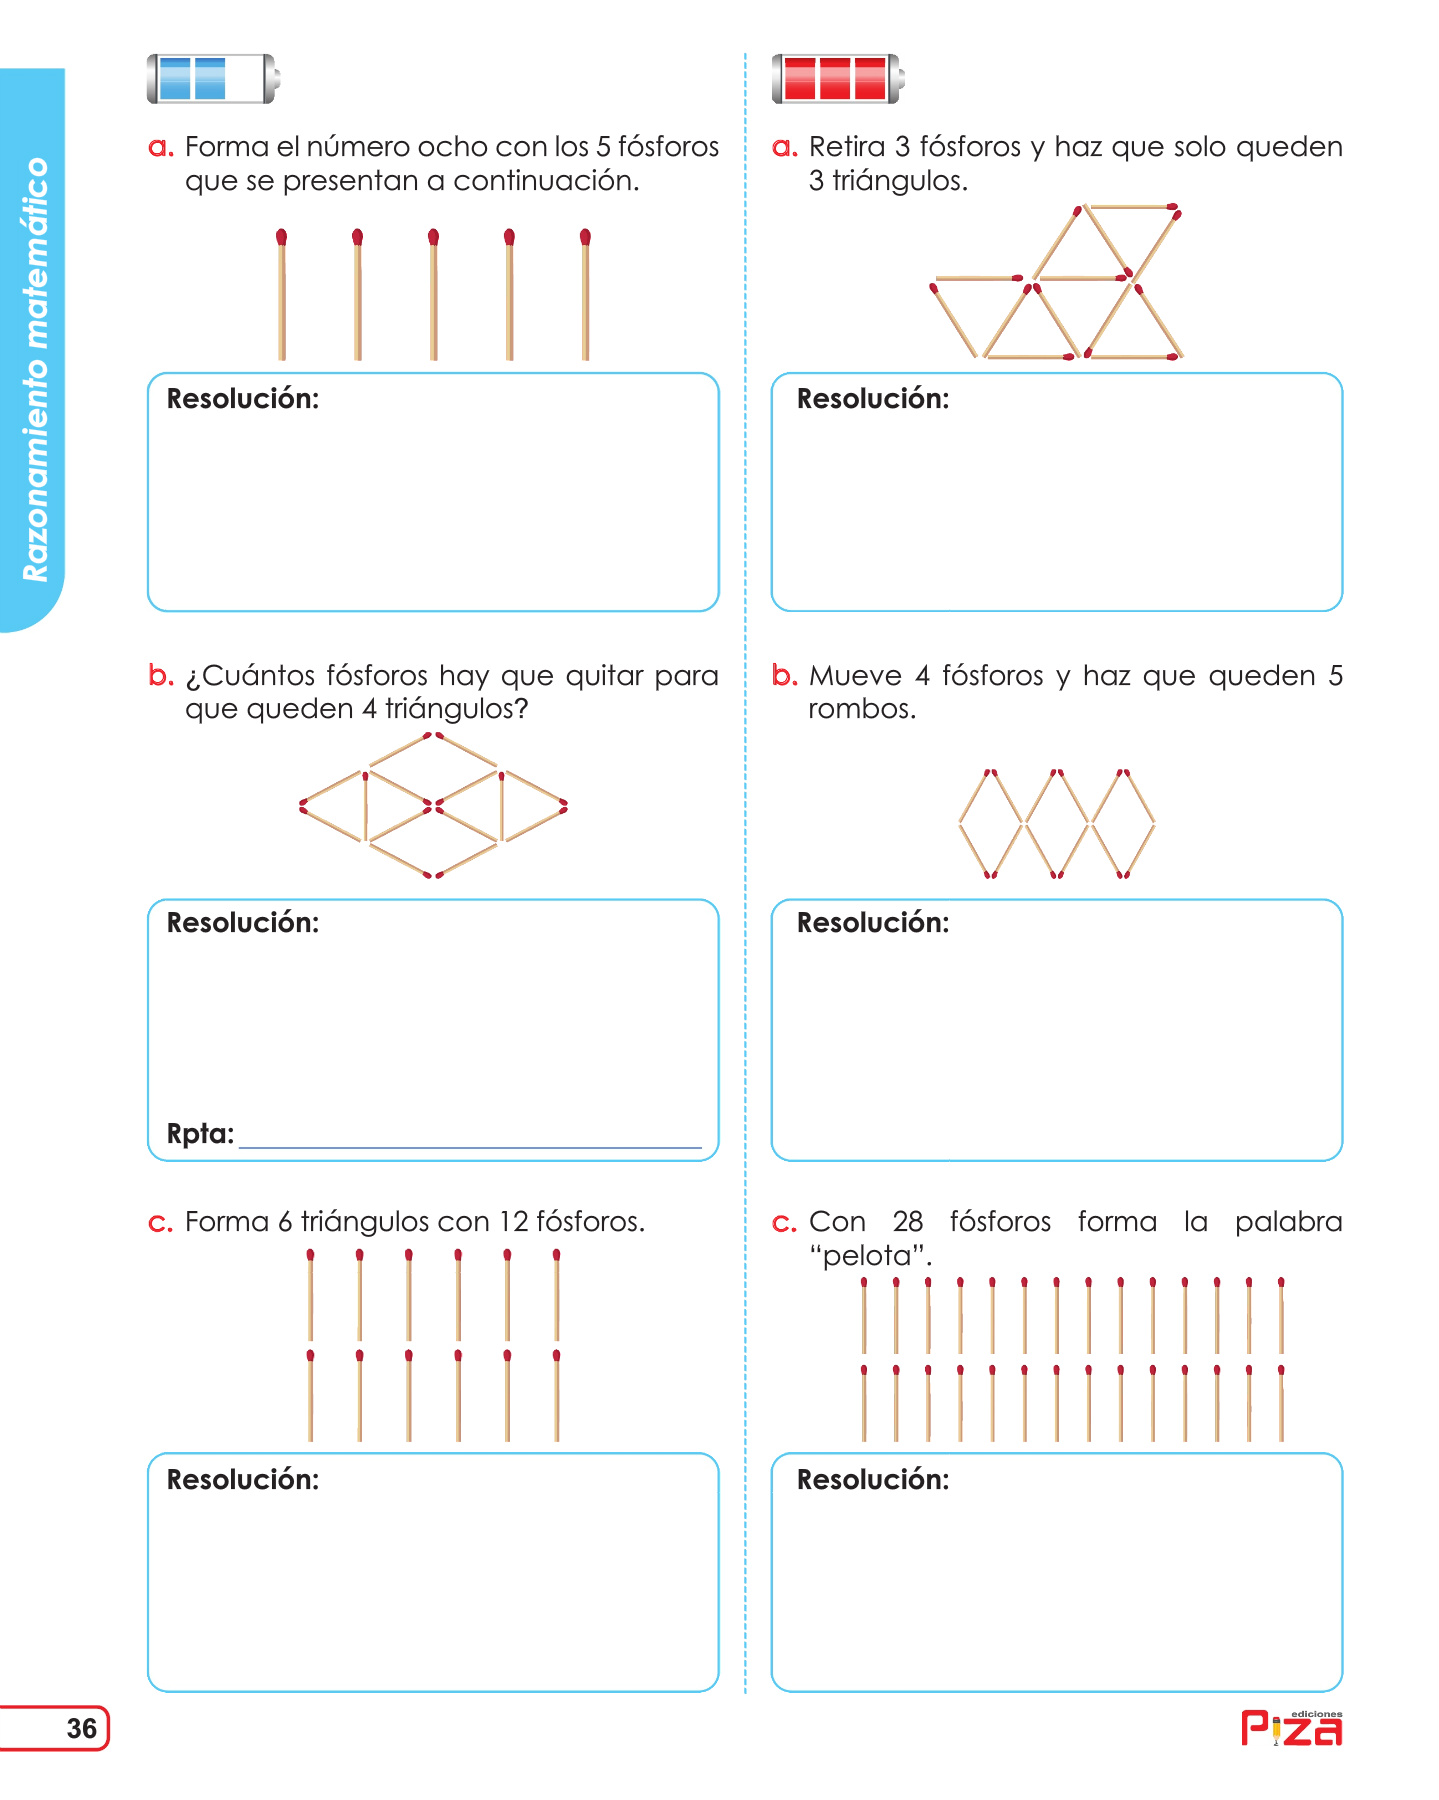 Razonamiento matemático
a. Forma el número ocho con los 5 fósforos
que se presentan a continuación.
Resolución:
b. ¿Cuántos fósforos hay que quitar para
que queden 4 triángulos?
Resolución:
Rpta:
c. Forma 6 triángulos con 12 fósforos.
Resolución:
a. Retira 3 fósforos y haz que solo queden
3 triángulos.
Resolución:
b. Mueve 4 fósforos y haz que queden 5
rombos.
Resolución:
c. Con 28 fósforos forma la palabra
“pelota”.
Resolución:
36
ediciones
Piza